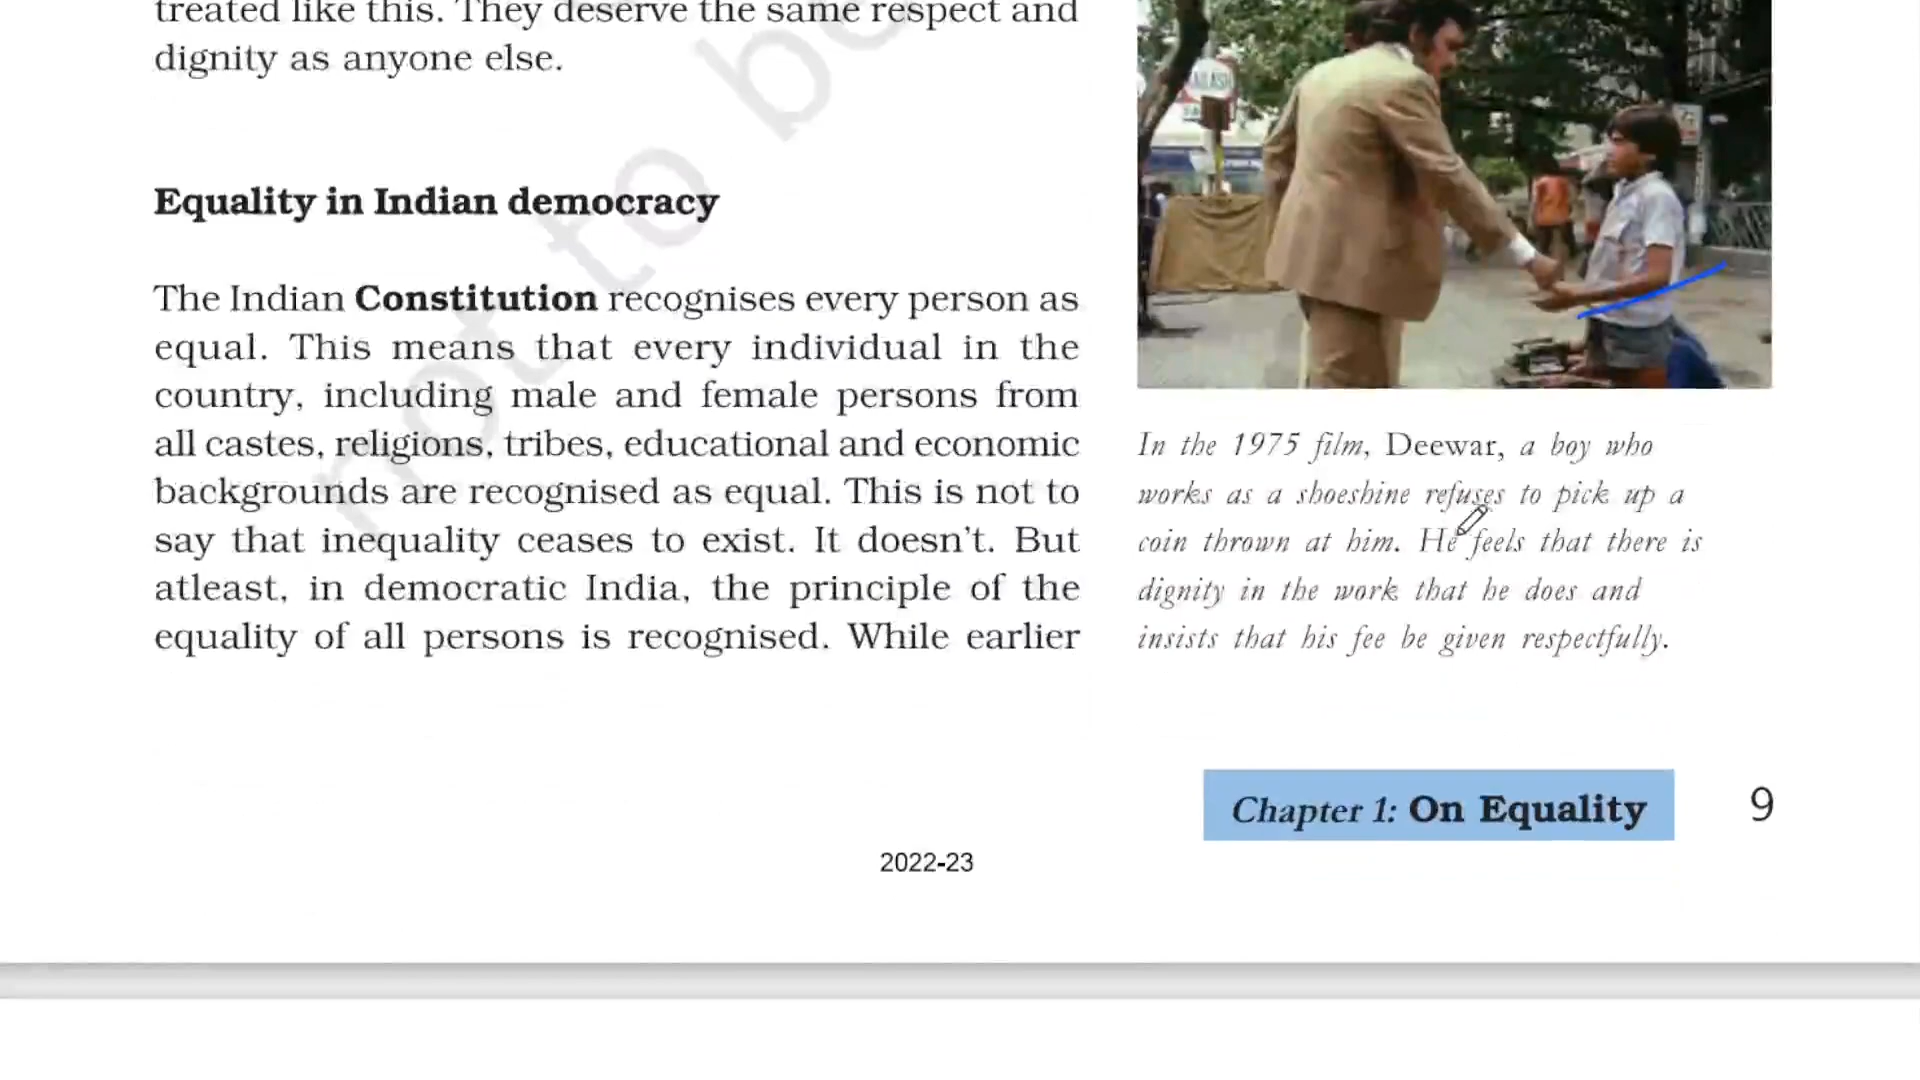 treated like this. They deserve the same respect and
dignity as anyone else.
Equality in Indian democracy
The Indian Constitution recognises every person as
equal. This means that every individual in the
country, including male and female persons from
all castes, religions, tribes, educational and economic
backgrounds are recognised as equal. This is not to
say that inequality ceases to exist. It doesn't. But
atleast, in democratic India, the principle of the
equality of all persons is recognised. While earlier
In the 1975 film, Deewar, a boy who
works as a shoeshine refuses to pick up a
coin thrown at him. He feels that there is
dignity in the work that he does and
insists that his fee be given respectfully.
Chapter 1: On Equality
9
2022-23
not to be